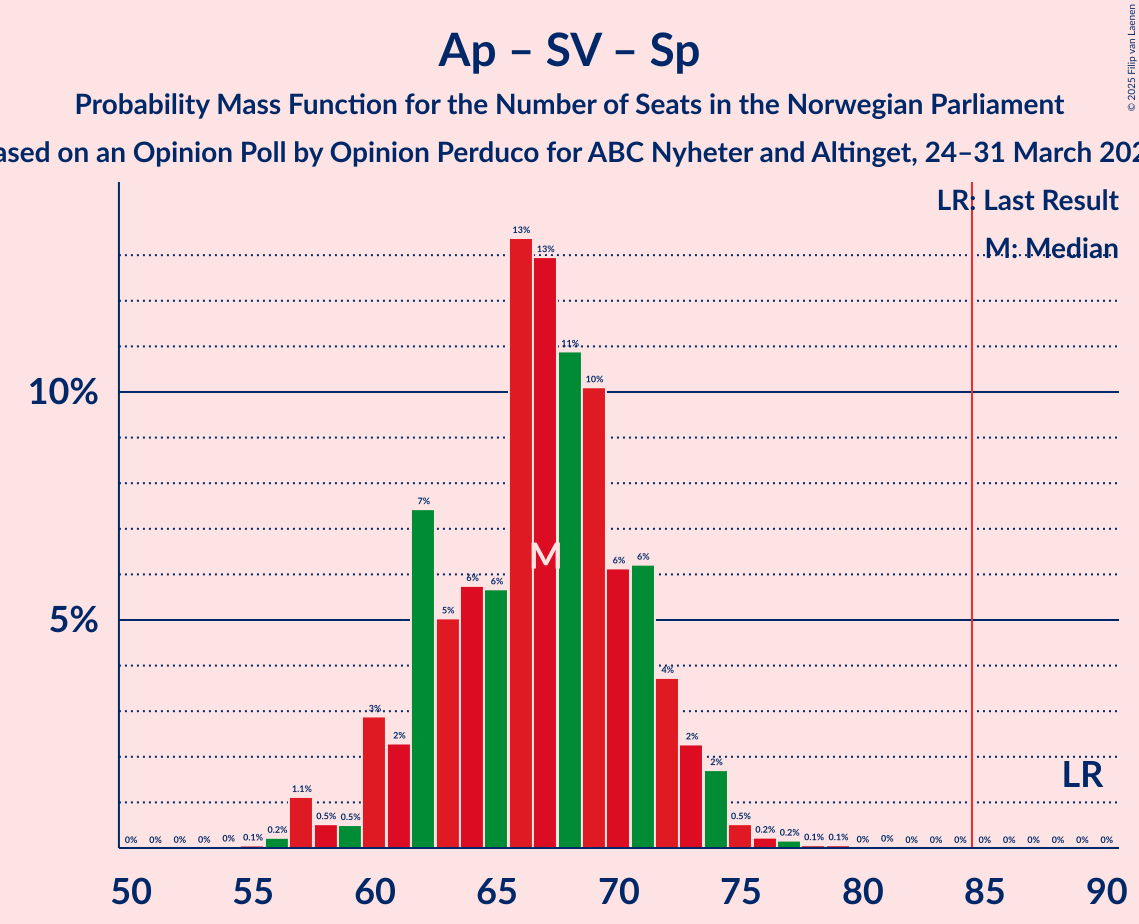 Ap – SV – Sp
Probability Mass Function for the Number of Seats in the Norwegian Parliament
ased on an Opinion Poll by Opinion Perduco for ABC Nyheter and Altinget, 24–31 March 202
© 2025 Filip van Laenen
LR: Last Result
M: Median
10%
5%
0% 0% 0% 0% 0% 0.1% 0.2% 1.1% 0.5% 0.5% 3% 2% 7% 5% 6% 6% 13% 13% 11% 10% 6% 6% 4% 2% 2% 0.5% 0.2% 0.2% 0.1% 0.1% 0% 0% 0% 0% 0% 0% 0% 0% 0% 0% 0%
M
LR
50 55 60 65 70 75 80 85 90